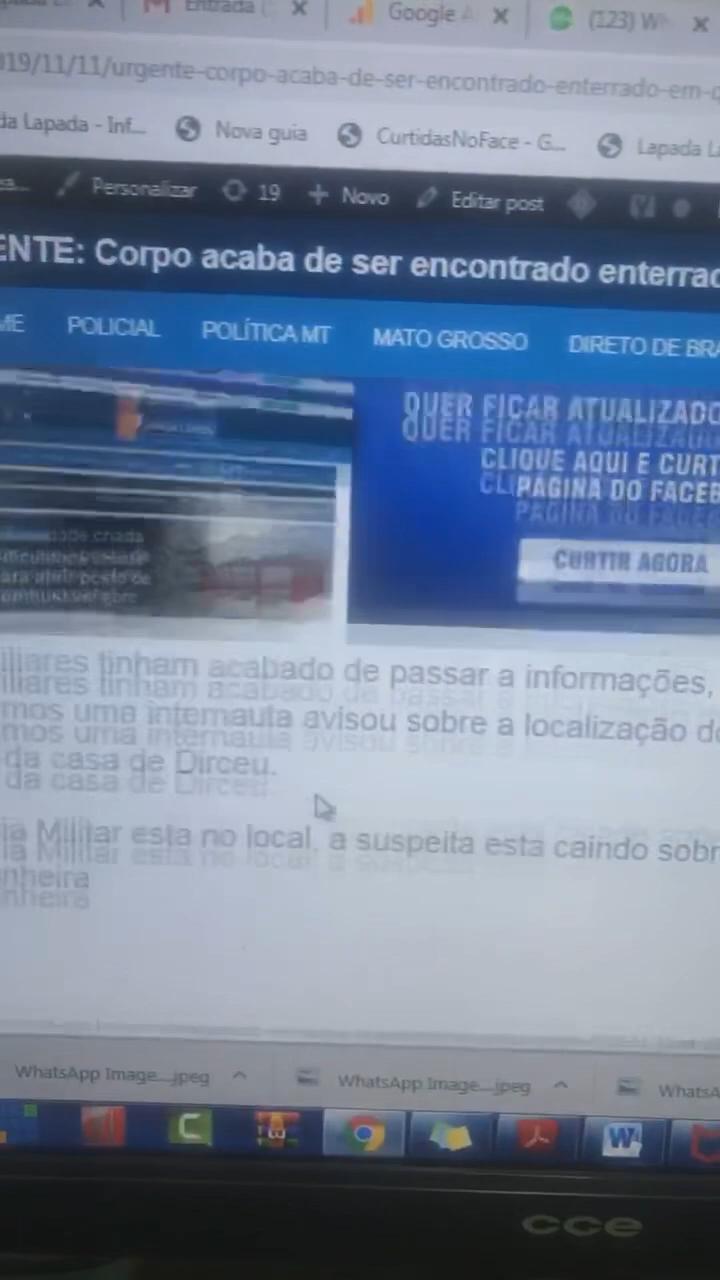 Entrada
Google A
(123) Wh
019/11/11/urgente-corpo-acaba-de-ser-encontrado-enterrado-em-
da Lapada - Inf...
Nova guia
CurtidasNoFace - G...
Lapada L
Personalizar
19
Novo
Editar post
ENTE: Corpo acaba de ser encontrado enterrad
ME
POLICIAL
POLÍTICA MT
MATO GROSSO
DIRETO DE BRA
QUER FICAR ATUALIZADO
CLIQUE AQUI E CURT
PAGINA DO FACEB
CURTIR AGORA
iliares tinham acabado de passar a informações,
mos uma internauta avisou sobre a localização d
da casa de Dirceu.
ia Militar esta no local, a suspeita esta caindo sobr
nheira
WhatsApp Image...jpeg
WhatsApp Image...jpeg
WhatsA
cce